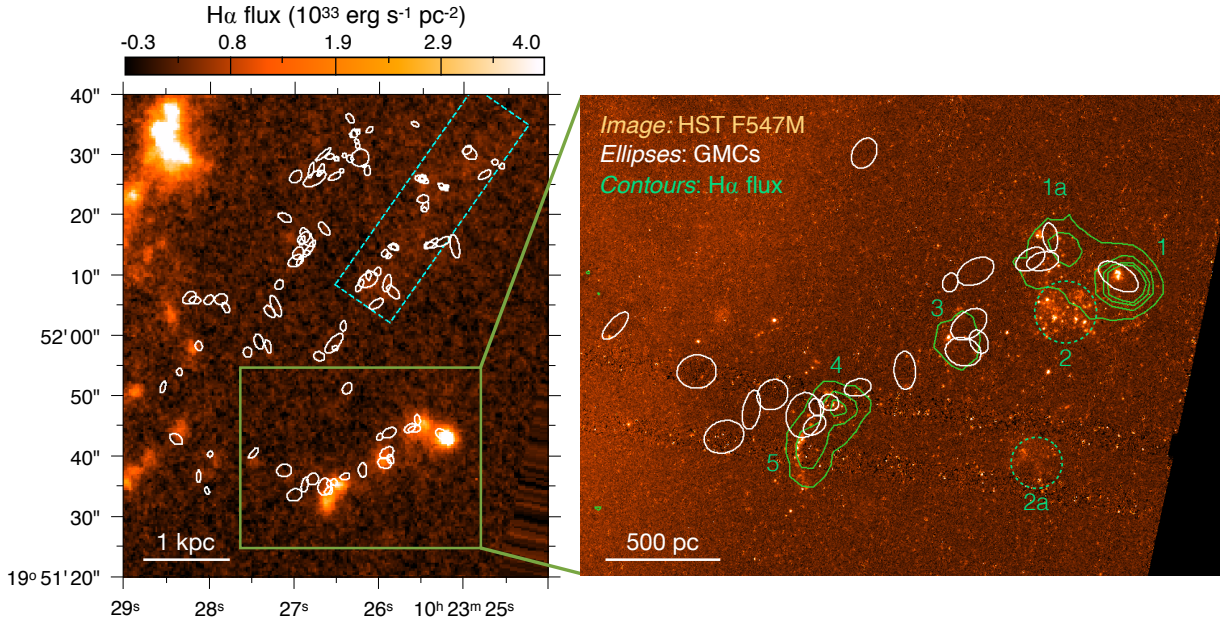 Hα flux (10³³ erg s⁻¹ pc⁻²)
-0.3 0.8 1.9 2.9 4.0
40"
30"
20"
10"
52' 00"
50"
40"
30"
19° 51' 20"
1 kpc
29ˢ 28ˢ 27ˢ 26ˢ 10ʰ 23ᵐ 25ˢ
Image: HST F547M
Ellipses: GMCs
Contours: Hα flux
1a
1
2
3
4
5
2a
500 pc